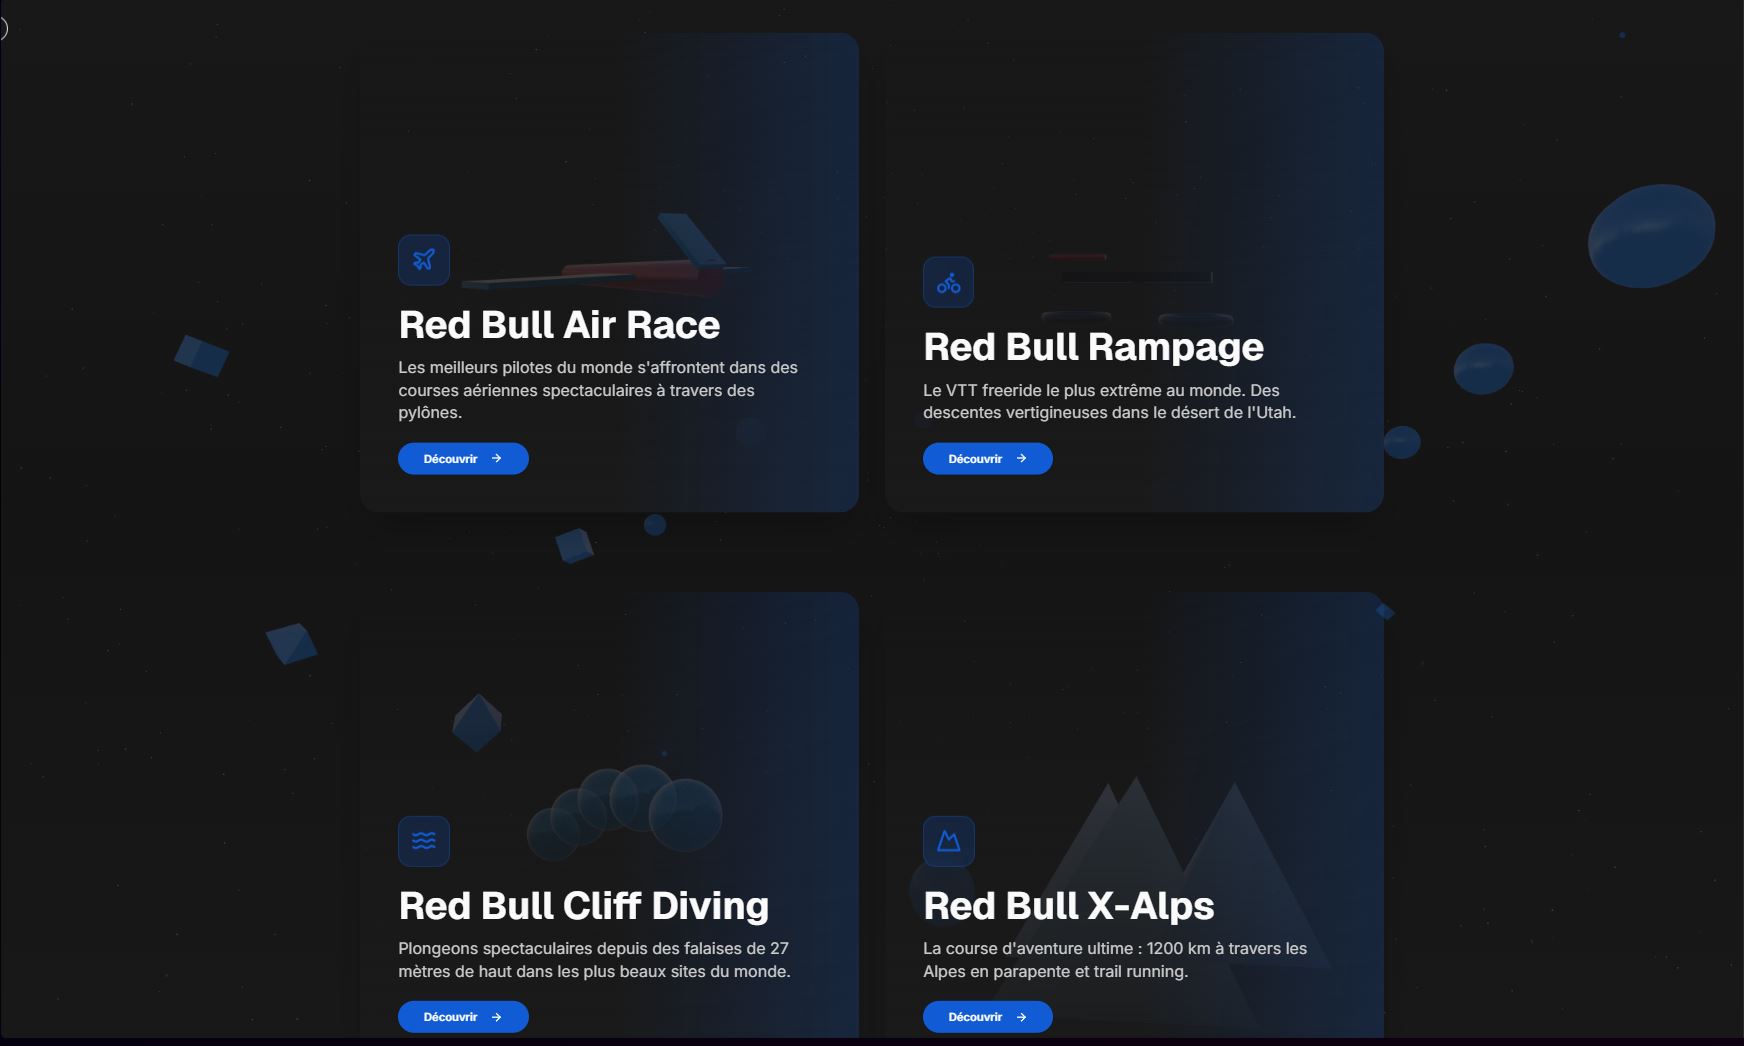 Red Bull Air Race
Les meilleurs pilotes du monde s'affrontent dans des
courses aériennes spectaculaires à travers des
pylônes.
Découvrir
Red Bull Rampage
Le VTT freeride le plus extrême au monde. Des
descentes vertigineuses dans le désert de l'Utah.
Découvrir
Red Bull Cliff Diving
Plongeons spectaculaires depuis des falaises de 27
mètres de haut dans les plus beaux sites du monde.
Découvrir
Red Bull X-Alps
La course d'aventure ultime : 1200 km à travers les
Alpes en parapente et trail running.
Découvrir